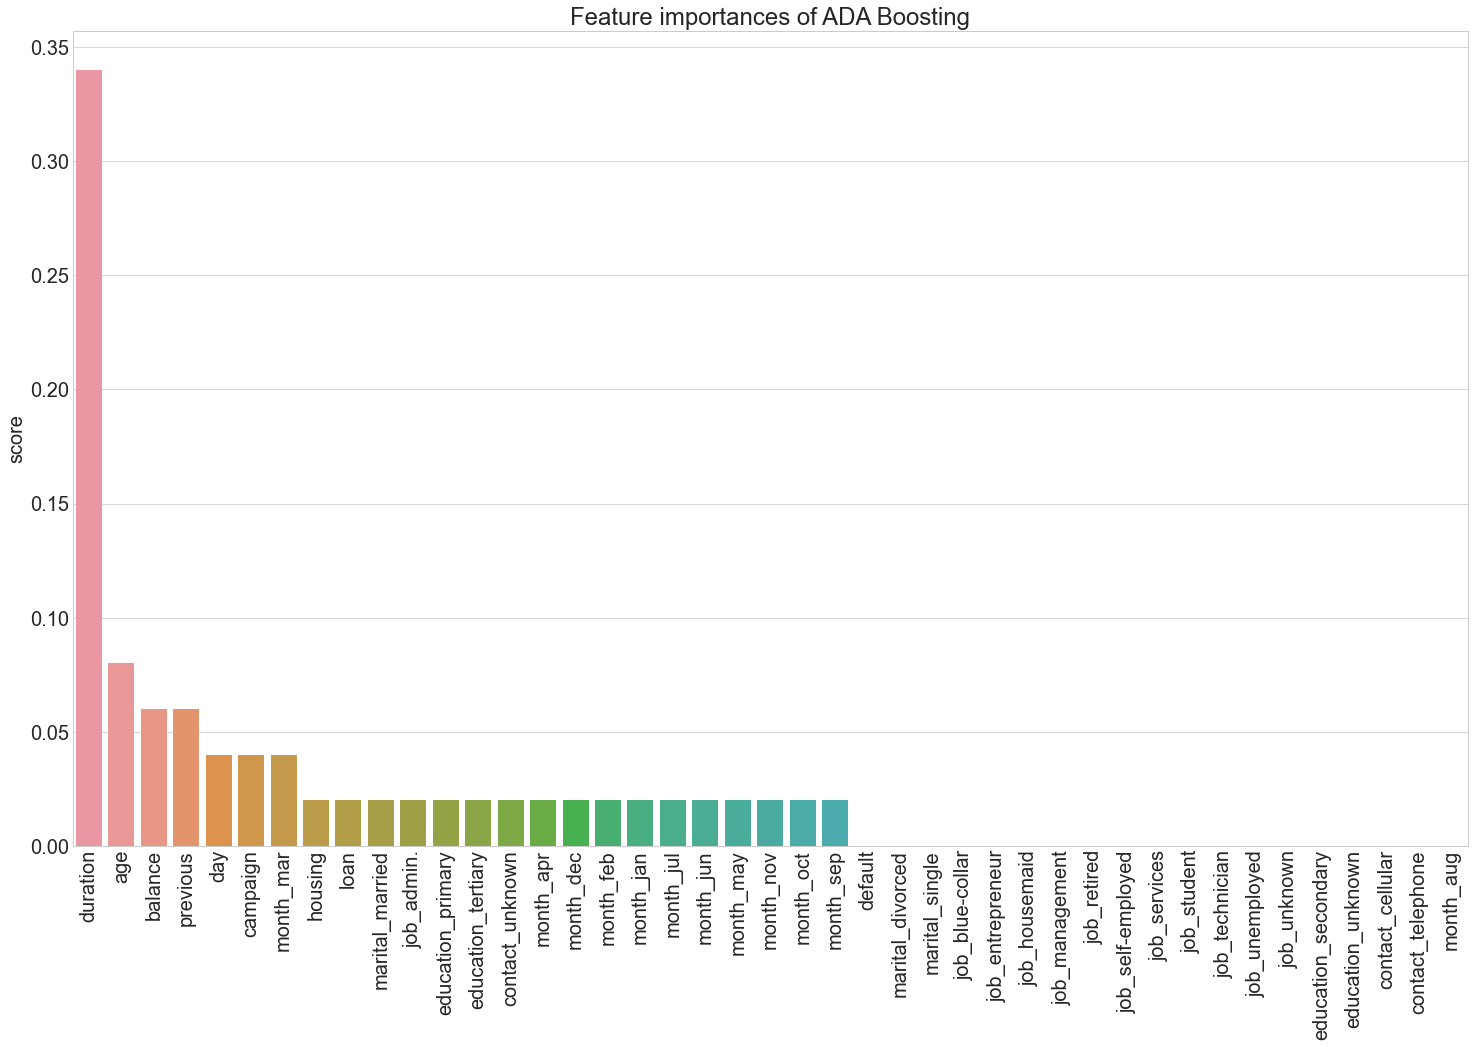 Feature importances of ADA Boosting
0.35
0.30
0.25
0.20
0.15
0.10
0.05
0.00
score
duration
age
balance
previous
day
campaign
month_mar
housing
loan
marital_married
job_admin.
education_primary
education_tertiary
contact_unknown
month_apr
month_dec
month_feb
month_jan
month_jul
month_jun
month_may
month_nov
month_oct
month_sep
default
marital_divorced
marital_single
job_blue-collar
job_entrepreneur
job_housemaid
job_management
job_retired
job_self-employed
job_services
job_student
job_technician
job_unemployed
job_unknown
education_secondary
education_unknown
contact_cellular
contact_telephone
month_aug